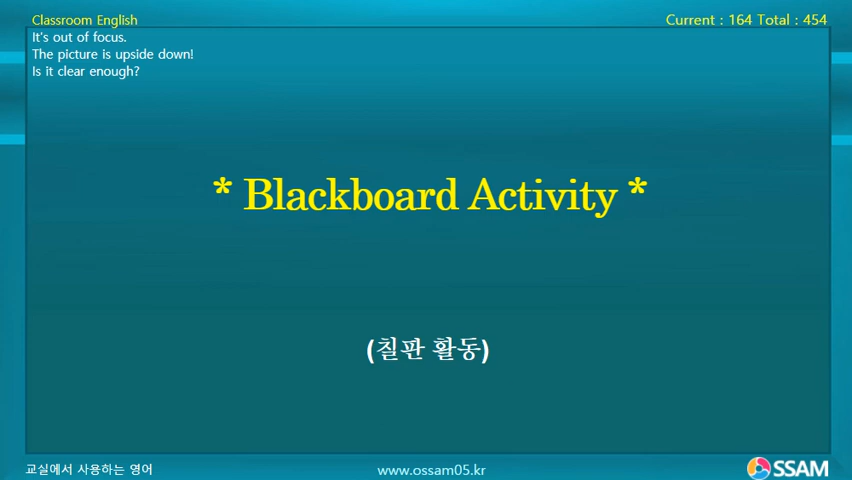 Classroom English
Current : 164 Total : 454
It's out of focus.
The picture is upside down!
Is it clear enough?
* Blackboard Activity *
(칠판 활동)
교실에서 사용하는 영어
www.ossam05.kr
SSAM